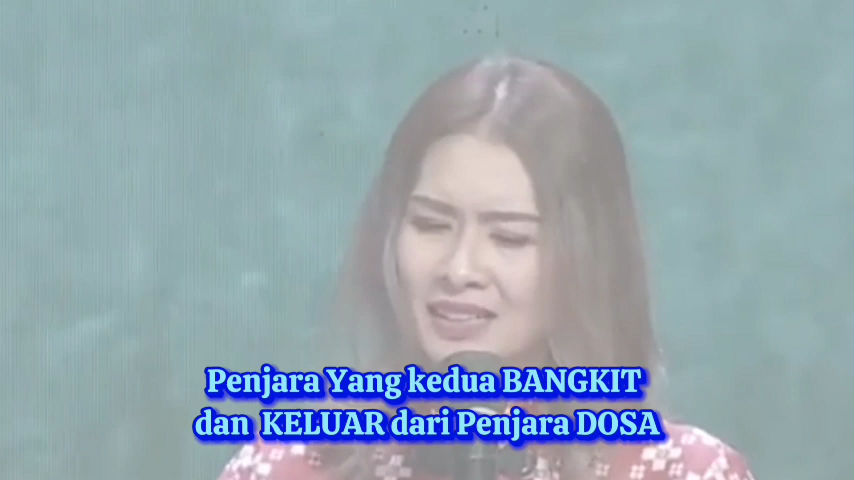 Penjara Yang kedua BANGKIT
dan KELUAR dari Penjara DOSA